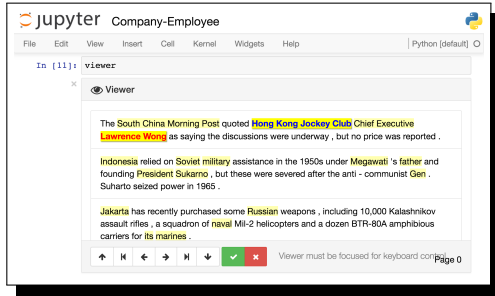 jupyter Company-Employee
File Edit View Insert Cell Kernel Widgets Help Python [default]
In [11]: viewer
Viewer
The South China Morning Post quoted Hong Kong Jockey Club Chief Executive
Lawrence Wong as saying the discussions were underway , but no price was reported .
Indonesia relied on Soviet military assistance in the 1950s under Megawati 's father and
founding President Sukarno , but these were severed after the anti - communist Gen .
Suharto seized power in 1965 .
Jakarta has recently purchased some Russian weapons , including 10,000 Kalashnikov
assault rifles , a squadron of naval Mil-2 helicopters and a dozen BTR-80A amphibious
carriers for its marines .
Viewer must be focused for keyboard control Page 0